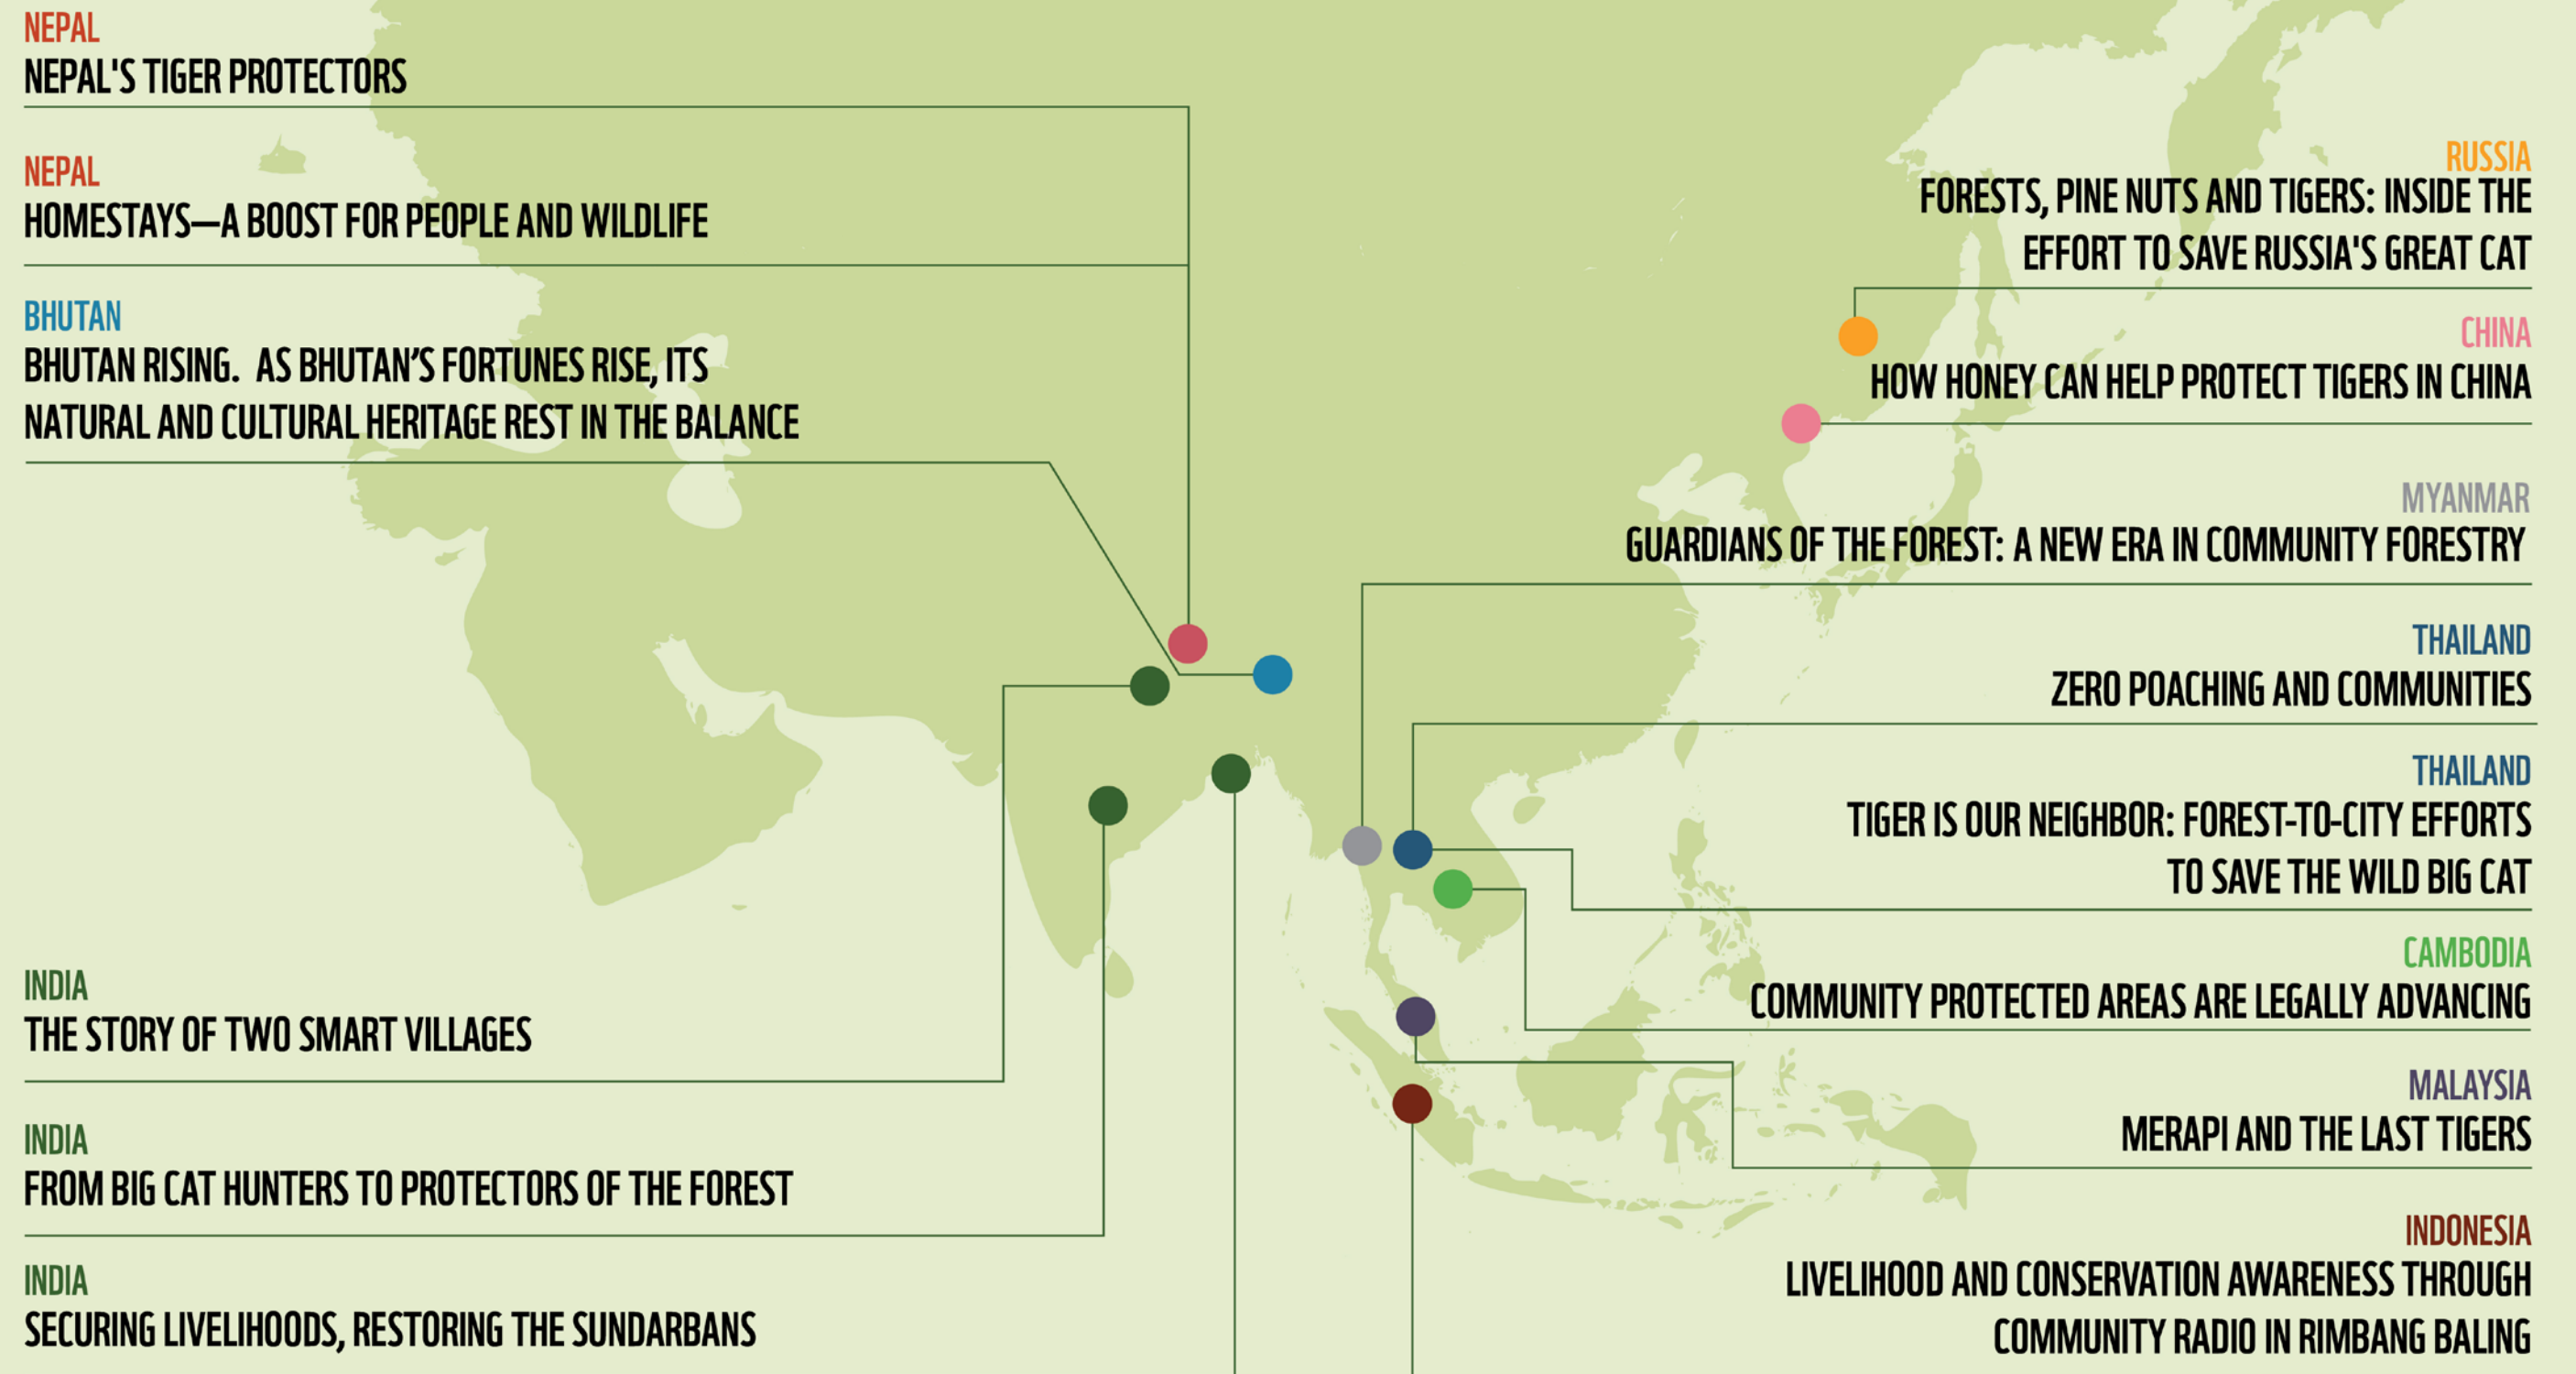 NEPAL
NEPAL'S TIGER PROTECTORS
NEPAL
HOMESTAYS—A BOOST FOR PEOPLE AND WILDLIFE
BHUTAN
BHUTAN RISING.  AS BHUTAN’S FORTUNES RISE, ITS
NATURAL AND CULTURAL HERITAGE REST IN THE BALANCE
INDIA
THE STORY OF TWO SMART VILLAGES
INDIA
FROM BIG CAT HUNTERS TO PROTECTORS OF THE FOREST
INDIA
SECURING LIVELIHOODS, RESTORING THE SUNDARBANS
RUSSIA
FORESTS, PINE NUTS AND TIGERS: INSIDE THE
EFFORT TO SAVE RUSSIA'S GREAT CAT
CHINA
HOW HONEY CAN HELP PROTECT TIGERS IN CHINA
MYANMAR
GUARDIANS OF THE FOREST: A NEW ERA IN COMMUNITY FORESTRY
THAILAND
ZERO POACHING AND COMMUNITIES
THAILAND
TIGER IS OUR NEIGHBOR: FOREST-TO-CITY EFFORTS
TO SAVE THE WILD BIG CAT
CAMBODIA
COMMUNITY PROTECTED AREAS ARE LEGALLY ADVANCING
MALAYSIA
MERAPI AND THE LAST TIGERS
INDONESIA
LIVELIHOOD AND CONSERVATION AWARENESS THROUGH
COMMUNITY RADIO IN RIMBANG BALING